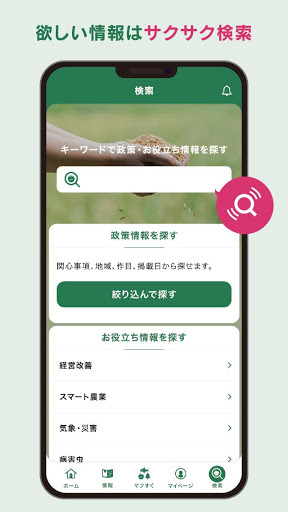 欲しい情報はサクサク検索
検索
キーワードで政策・お役立ち情報を探す
政策情報を探す
関心事項、地域、作目、掲載日から探せます。
絞り込んで探す
お役立ち情報を探す
経営改善
スマート農業
気象・災害
病害虫
ホーム
情報
マフすぐ
マイページ
検索